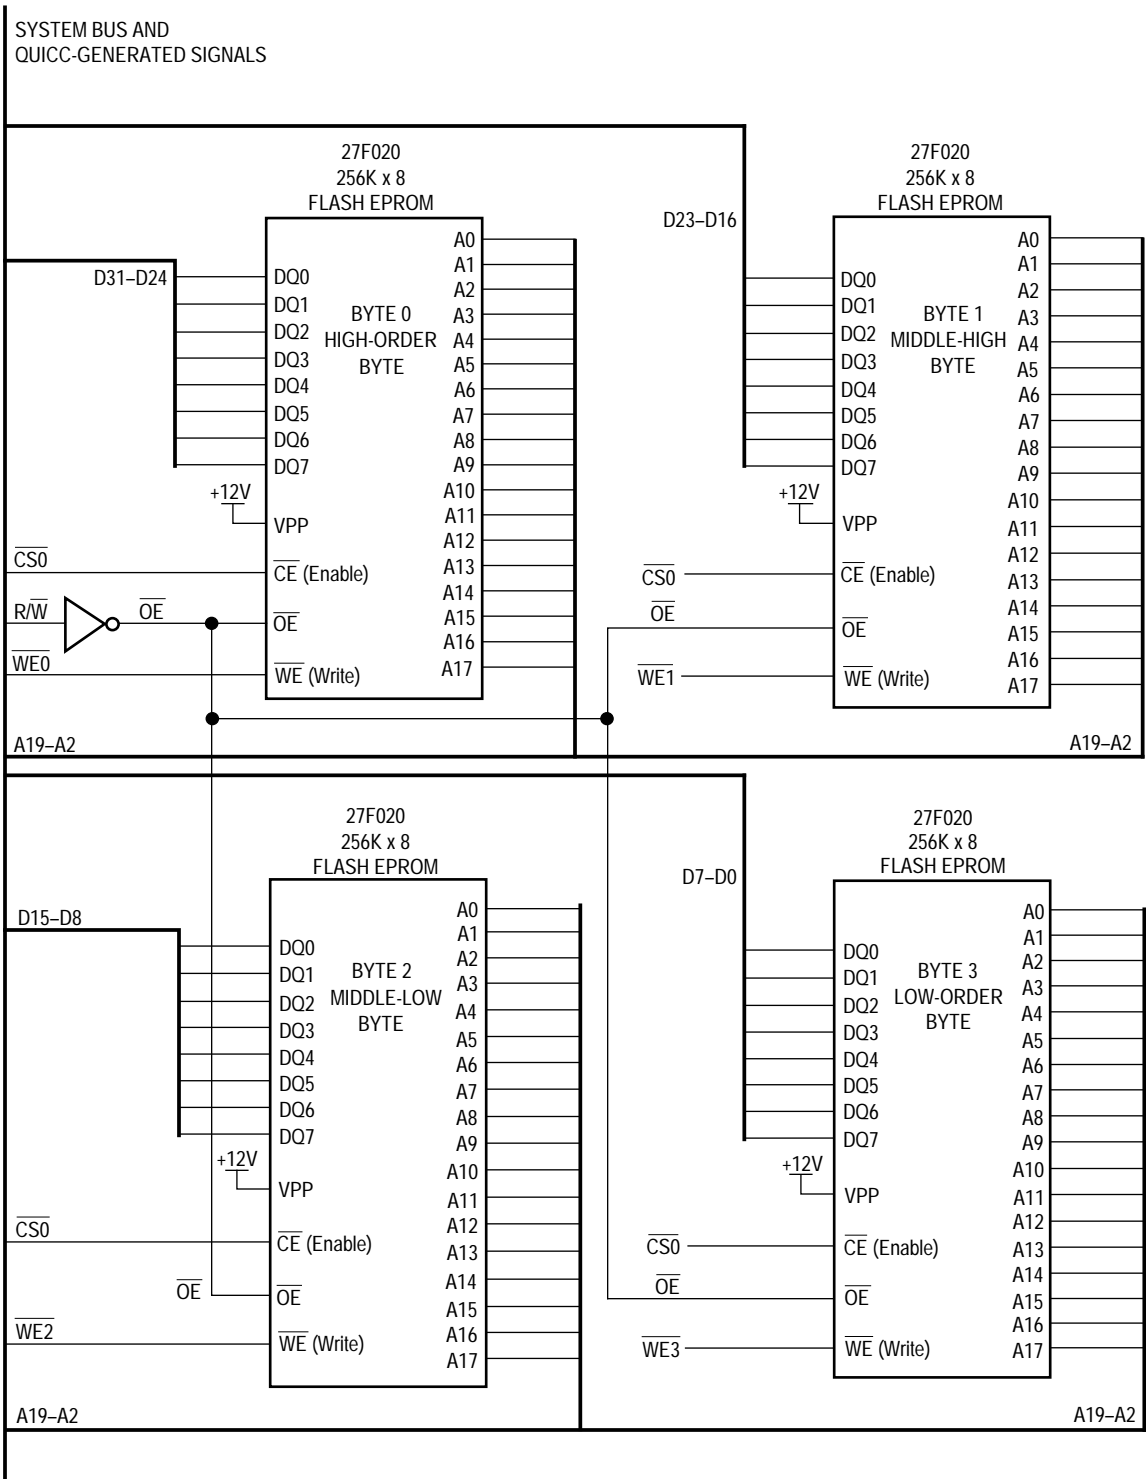 SYSTEM BUS AND
QUICC-GENERATED SIGNALS
27F020
256K x 8
FLASH EPROM
D31–D24
DQ0
DQ1
DQ2
DQ3
DQ4
DQ5
DQ6
DQ7
BYTE 0
HIGH-ORDER
BYTE
A0
A1
A2
A3
A4
A5
A6
A7
A8
A9
A10
A11
A12
A13
A14
A15
A16
A17
+12V
VPP
CS0
CE (Enable)
R/W
OE
OE
WE0
WE (Write)
A19–A2
27F020
256K x 8
FLASH EPROM
D23–D16
DQ0
DQ1
DQ2
DQ3
DQ4
DQ5
DQ6
DQ7
BYTE 1
MIDDLE-HIGH
BYTE
A0
A1
A2
A3
A4
A5
A6
A7
A8
A9
A10
A11
A12
A13
A14
A15
A16
A17
+12V
VPP
CS0
CE (Enable)
OE
OE
WE1
WE (Write)
A19–A2
27F020
256K x 8
FLASH EPROM
D15–D8
DQ0
DQ1
DQ2
DQ3
DQ4
DQ5
DQ6
DQ7
BYTE 2
MIDDLE-LOW
BYTE
A0
A1
A2
A3
A4
A5
A6
A7
A8
A9
A10
A11
A12
A13
A14
A15
A16
A17
+12V
VPP
CS0
CE (Enable)
OE
OE
WE2
WE (Write)
A19–A2
27F020
256K x 8
FLASH EPROM
D7–D0
DQ0
DQ1
DQ2
DQ3
DQ4
DQ5
DQ6
DQ7
BYTE 3
LOW-ORDER
BYTE
A0
A1
A2
A3
A4
A5
A6
A7
A8
A9
A10
A11
A12
A13
A14
A15
A16
A17
+12V
VPP
CS0
CE (Enable)
OE
OE
WE3
WE (Write)
A19–A2